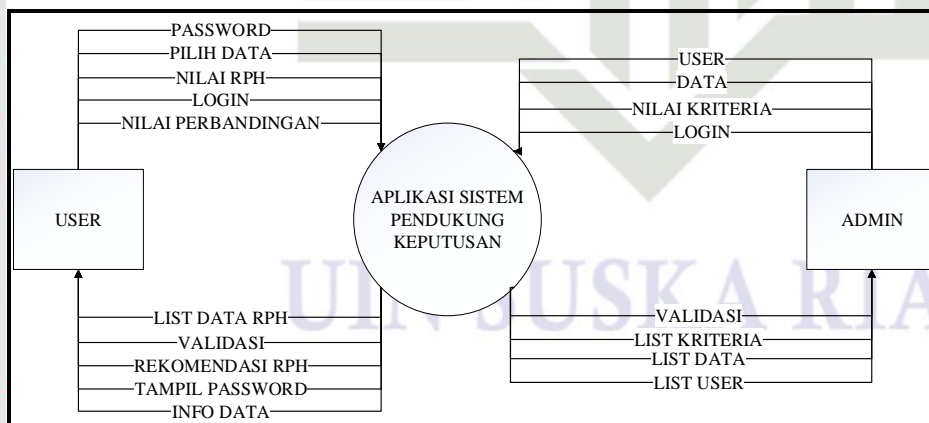 PASSWORD
PILIH DATA
NILAI RPH
LOGIN
NILAI PERBANDINGAN
USER
DATA
NILAI KRITERIA
LOGIN
USER
APLIKASI SISTEM
PENDUKUNG
KEPUTUSAN
ADMIN
UIN SUSKA RIA
LIST DATA RPH
VALIDASI
REKOMENDASI RPH
TAMPIL PASSWORD
INFO DATA
VALIDASI
LIST KRITERIA
LIST DATA
LIST USER